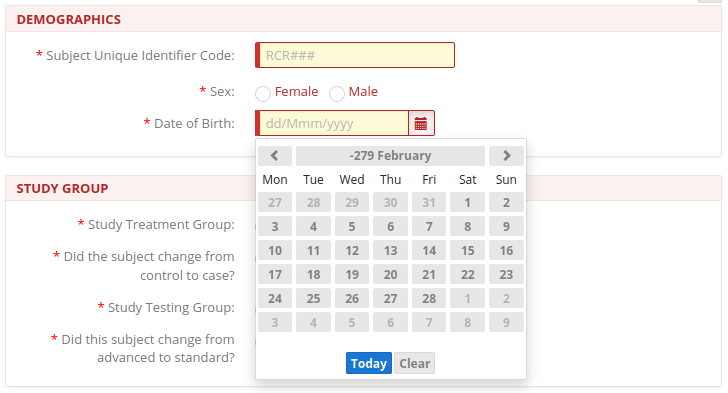 DEMOGRAPHICS
* Subject Unique Identifier Code: RCR###
* Sex: Female Male
* Date of Birth: dd/Mmm/yyyy
-279 February
Mon Tue Wed Thu Fri Sat Sun
27 28 29 30 31 1 2
3 4 5 6 7 8 9
10 11 12 13 14 15 16
17 18 19 20 21 22 23
24 25 26 27 28 1 2
3 4 5 6 7 8 9
Today Clear
STUDY GROUP
* Study Treatment Group:
* Did the subject change from
control to case?
* Study Testing Group:
* Did this subject change from
advanced to standard?